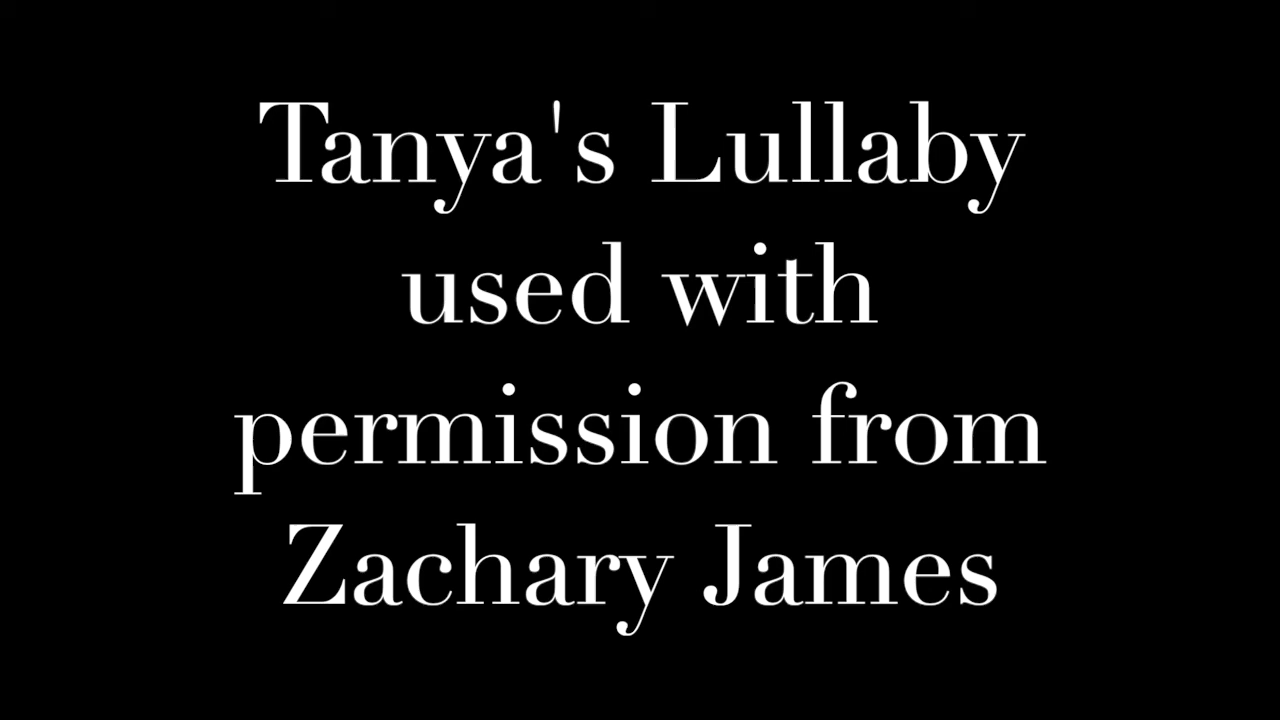 Tanya's Lullaby
used with
permission from
Zachary James